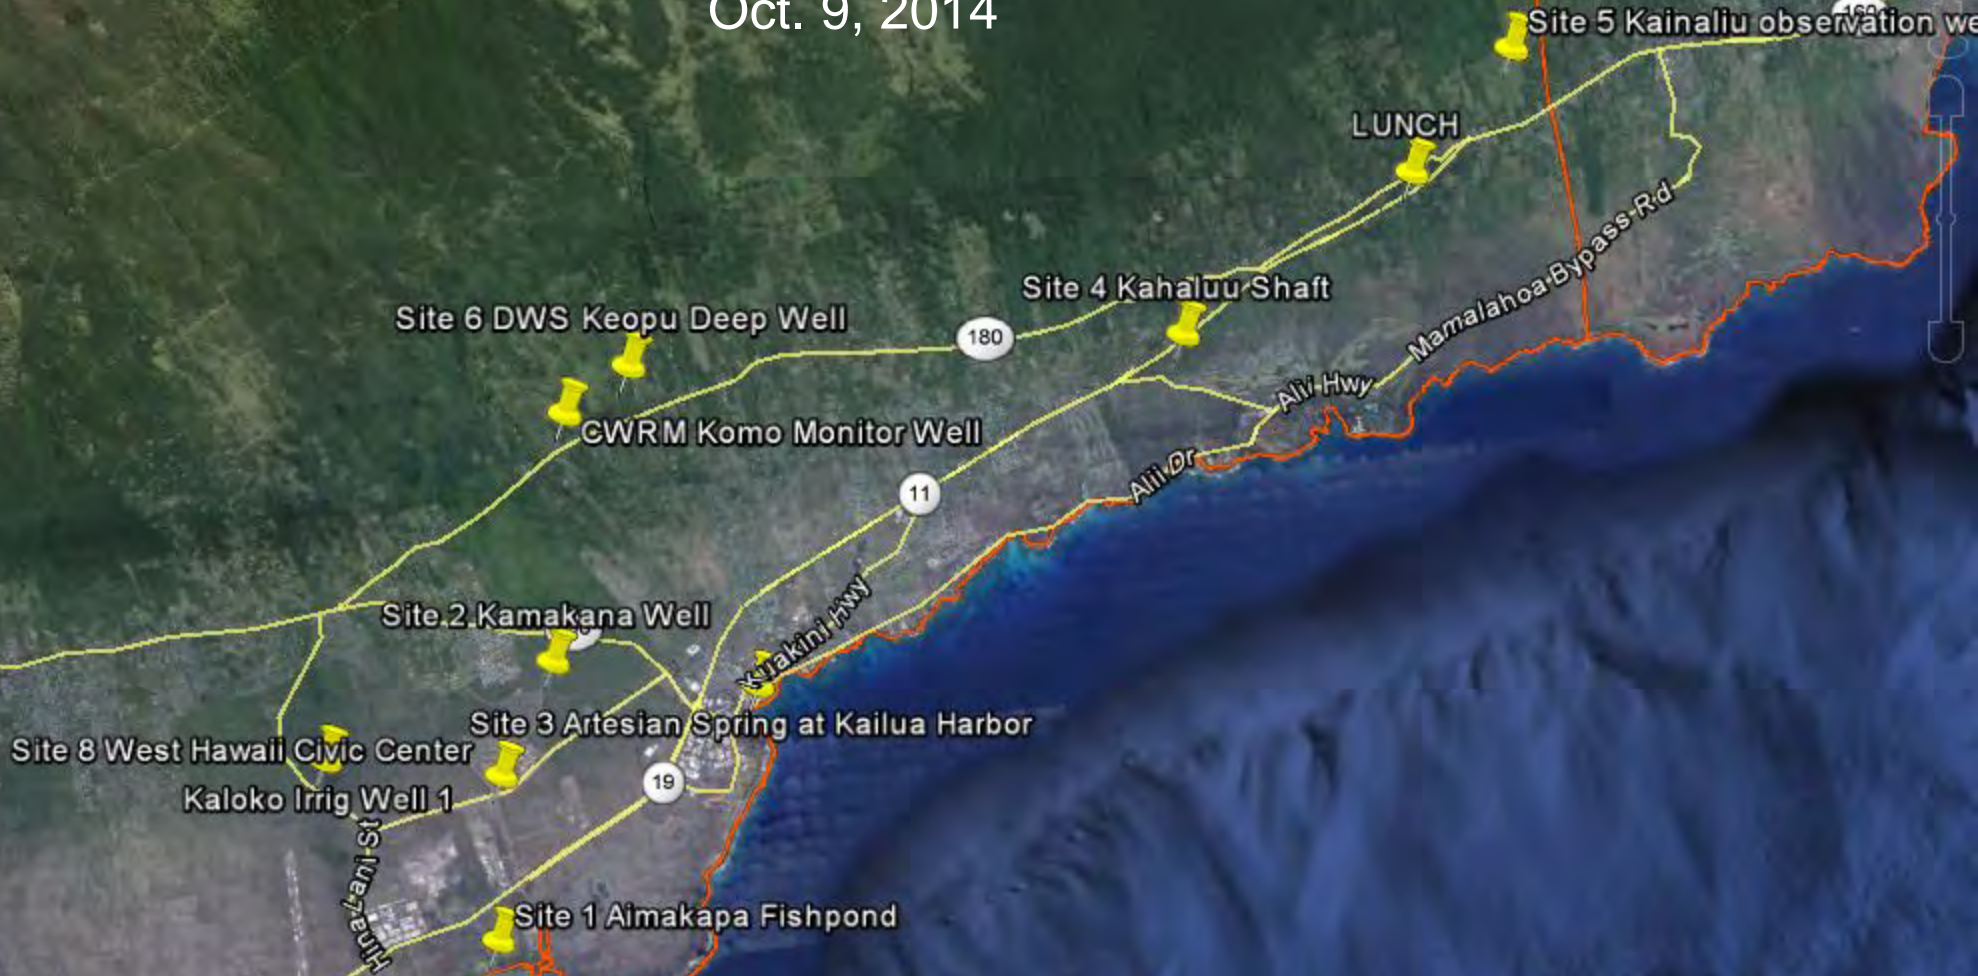 Oct. 9, 2014
Site 5 Kainaliu observation we
LUNCH
Site 4 Kahaluu Shaft
Mamalahoa Bypass Rd
Site 6 DWS Keopu Deep Well
180
Alii Hwy
CWRM Komo Monitor Well
Alii Dr
11
Kuakini Hwy
Site 2 Kamakana Well
Site 3 Artesian Spring at Kailua Harbor
Site 8 West Hawaii Civic Center
19
Kaloko Irrig Well 1
Hina Lani St
Site 1 Aimakapa Fishpond